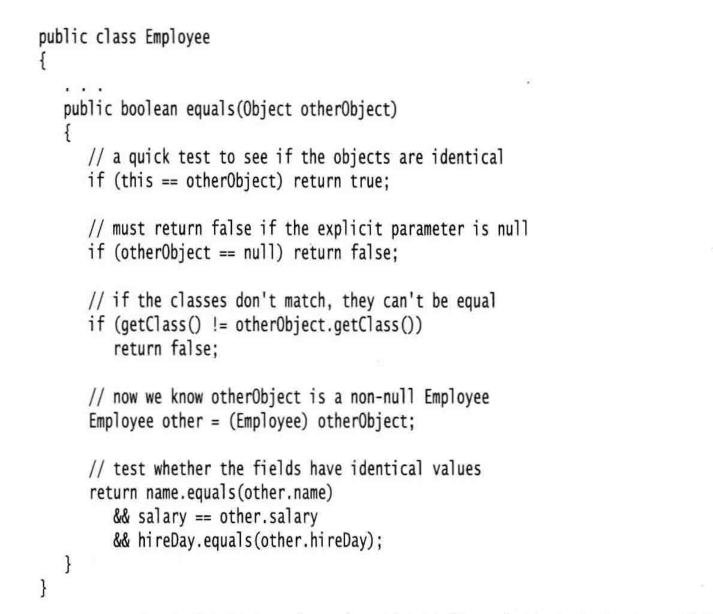 public class Employee
{
. . .
public boolean equals(Object otherObject)
{
// a quick test to see if the objects are identical
if (this == otherObject) return true;
// must return false if the explicit parameter is null
if (otherObject == null) return false;
// if the classes don't match, they can't be equal
if (getClass() != otherObject.getClass())
return false;
// now we know otherObject is a non-null Employee
Employee other = (Employee) otherObject;
// test whether the fields have identical values
return name.equals(other.name)
&& salary == other.salary
&& hireDay.equals(other.hireDay);
}
}